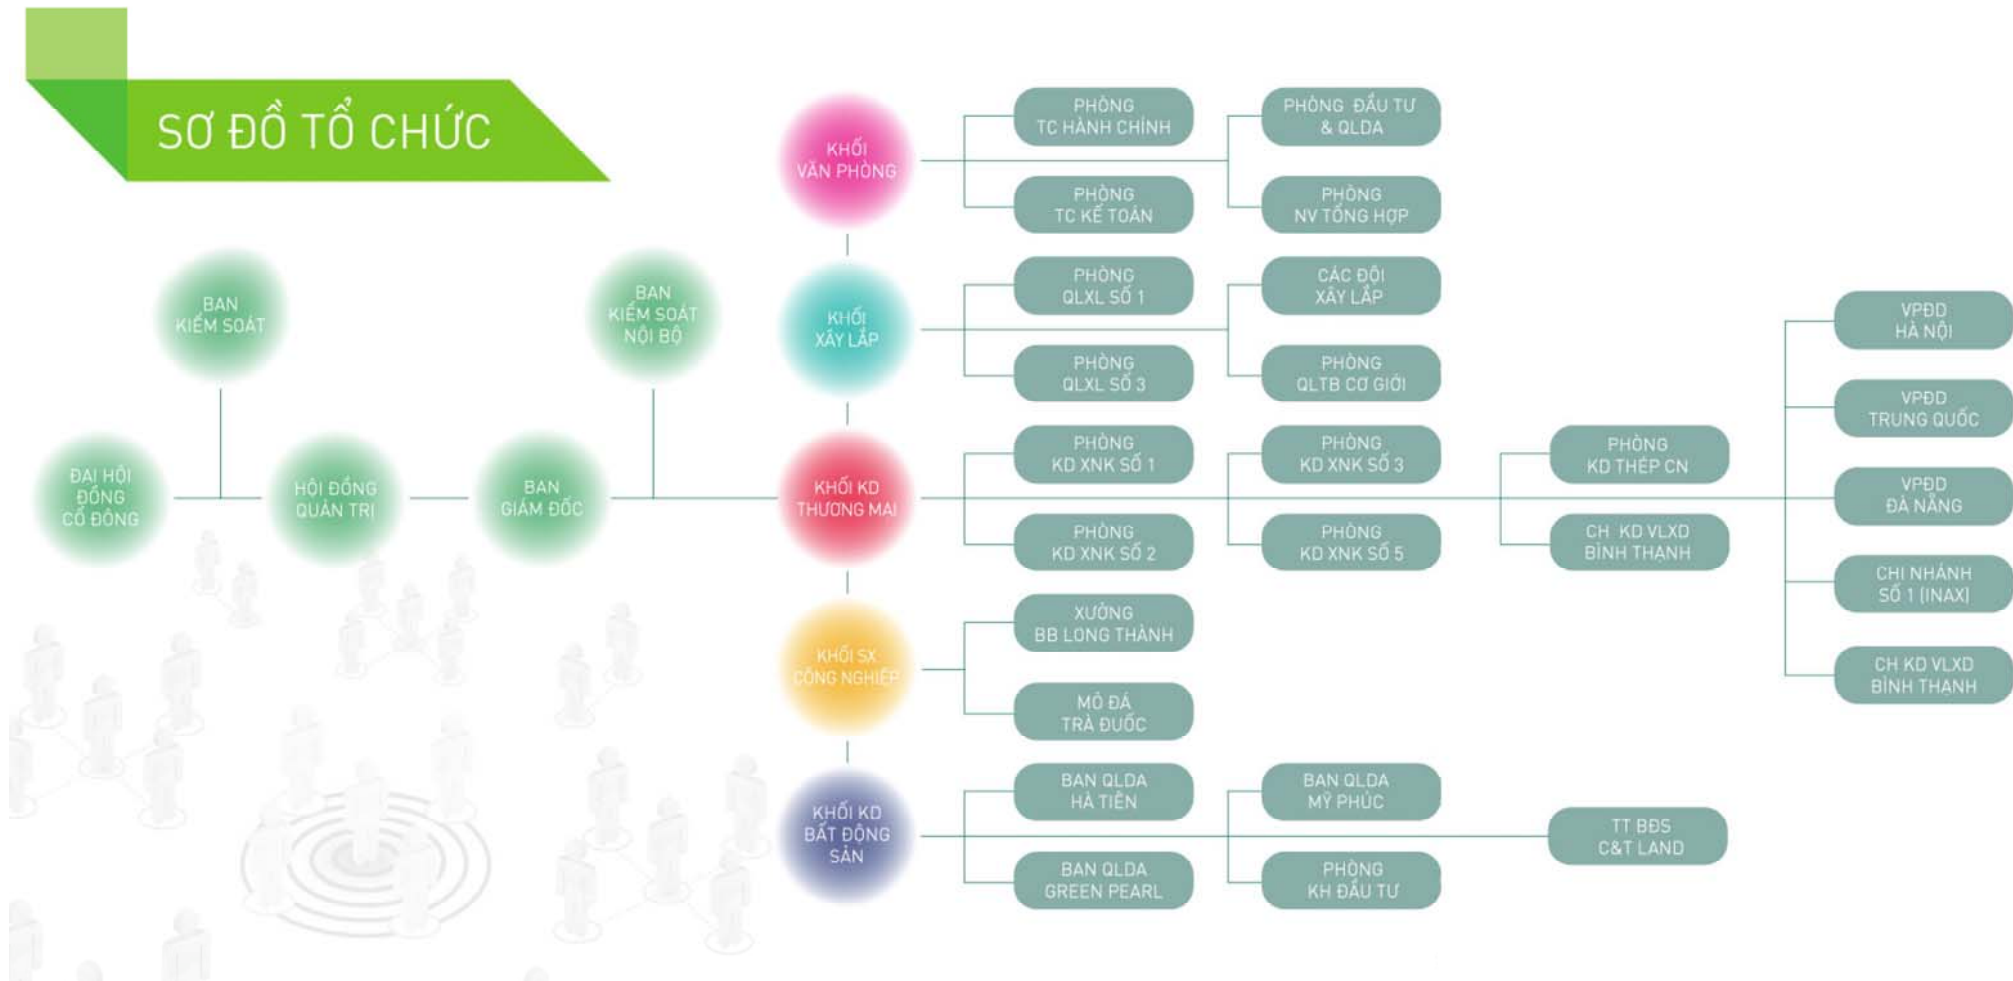 SƠ ĐỒ TỔ CHỨC
BAN
KIỂM SOÁT
BAN
KIỂM SOÁT
NỘI BỘ
ĐẠI HỘI
ĐỒNG
CỔ ĐÔNG
HỘI ĐỒNG
QUẢN TRỊ
BAN
GIÁM ĐỐC
KHỐI
VĂN PHÒNG
PHÒNG
TC HÀNH CHÍNH
PHÒNG ĐẦU TƯ
& QLDA
PHÒNG
TC KẾ TOÁN
PHÒNG
NV TỔNG HỢP
KHỐI
XÂY LẮP
PHÒNG
QLXL SỐ 1
CÁC ĐỘI
XÂY LẮP
PHÒNG
QLXL SỐ 3
PHÒNG
QLTB CƠ GIỚI
KHỐI KD
THƯƠNG MẠI
PHÒNG
KD XNK SỐ 1
PHÒNG
KD XNK SỐ 3
PHÒNG
KD THÉP CN
PHÒNG
KD XNK SỐ 2
PHÒNG
KD XNK SỐ 5
CH KD VLXD
BÌNH THẠNH
VPĐD
HÀ NỘI
VPĐD
TRUNG QUỐC
VPĐD
ĐÀ NẴNG
CHI NHÁNH
SỐ 1 (INAX)
CH KD VLXD
BÌNH THẠNH
KHỐI SX
CÔNG NGHIỆP
XƯỞNG
BB LONG THÀNH
MỎ ĐÁ
TRÀ ĐUỐC
KHỐI KD
BẤT ĐỘNG
SẢN
BAN QLDA
HÀ TIÊN
BAN QLDA
MỸ PHÚC
BAN QLDA
GREEN PEARL
PHÒNG
KH ĐẦU TƯ
TT BĐS
C&T LAND